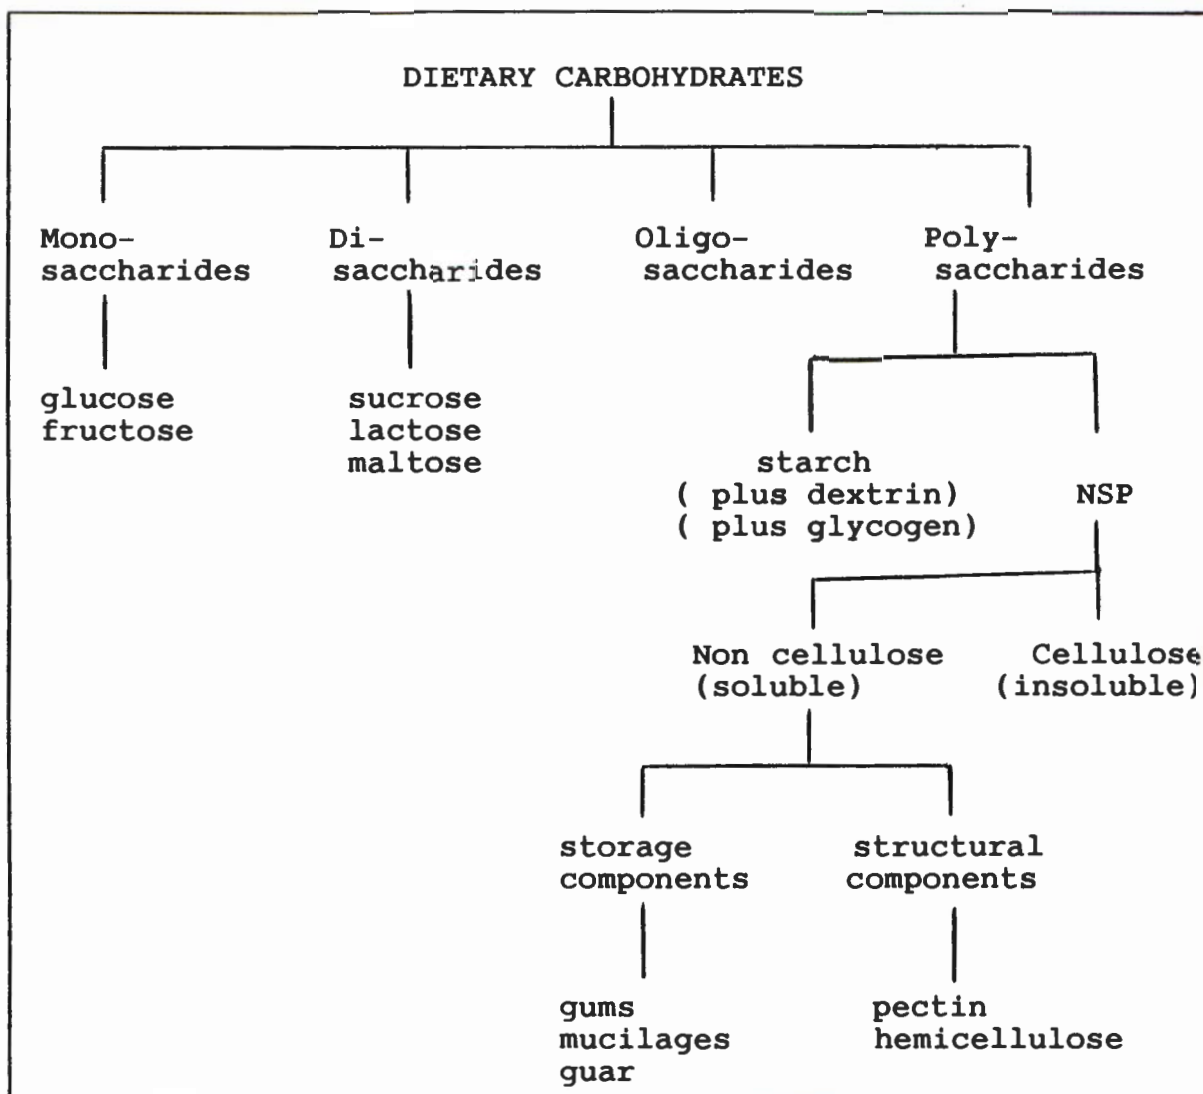 DIETARY CARBOHYDRATES
Mono-
saccharides
Di-
saccharides
Oligo-
saccharides
Poly-
saccharides
glucose
fructose
sucrose
lactose
maltose
starch
( plus dextrin)
( plus glycogen)
NSP
Non cellulose
(soluble)
Cellulose
(insoluble)
storage
components
structural
components
gums
mucilages
guar
pectin
hemicellulose